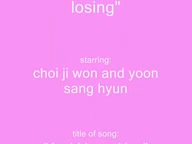 losing"
starring:
choi ji won and yoon
sang hyun
title of song: